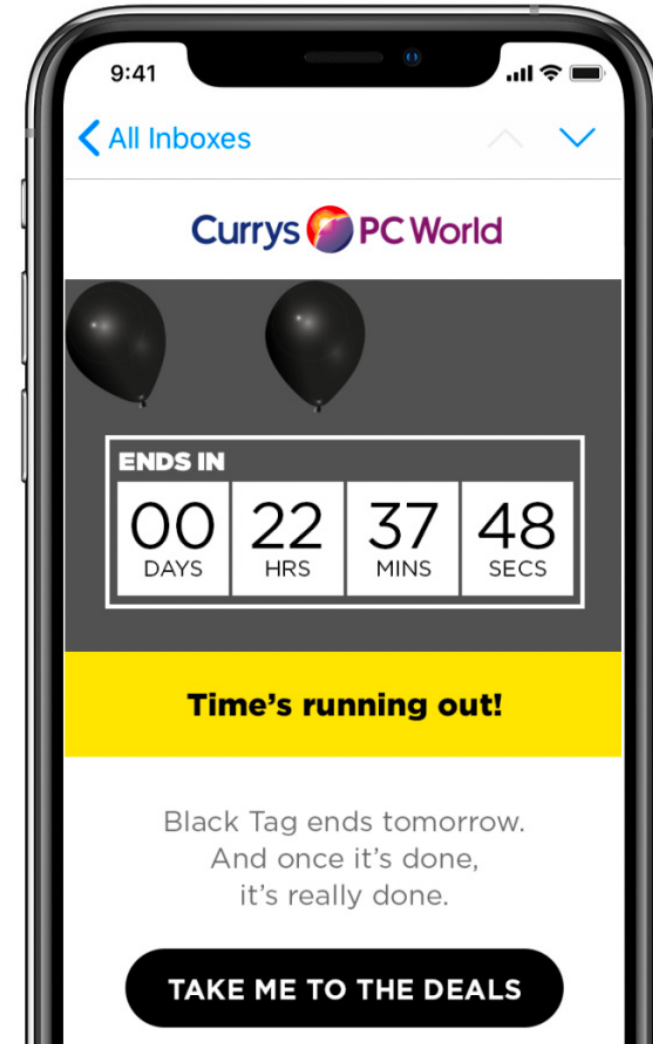 9:41
All Inboxes
Currys PC World
ENDS IN
00 22 37 48
DAYS HRS MINS SECS
Time's running out!
Black Tag ends tomorrow.
And once it's done,
it's really done.
TAKE ME TO THE DEALS